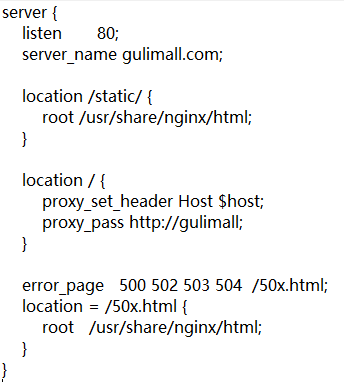 server {
listen 80;
server_name gulimall.com;
location /static/ {
root /usr/share/nginx/html;
}
location / {
proxy_set_header Host $host;
proxy_pass http://gulimall;
}
error_page 500 502 503 504 /50x.html;
location = /50x.html {
root /usr/share/nginx/html;
}
}